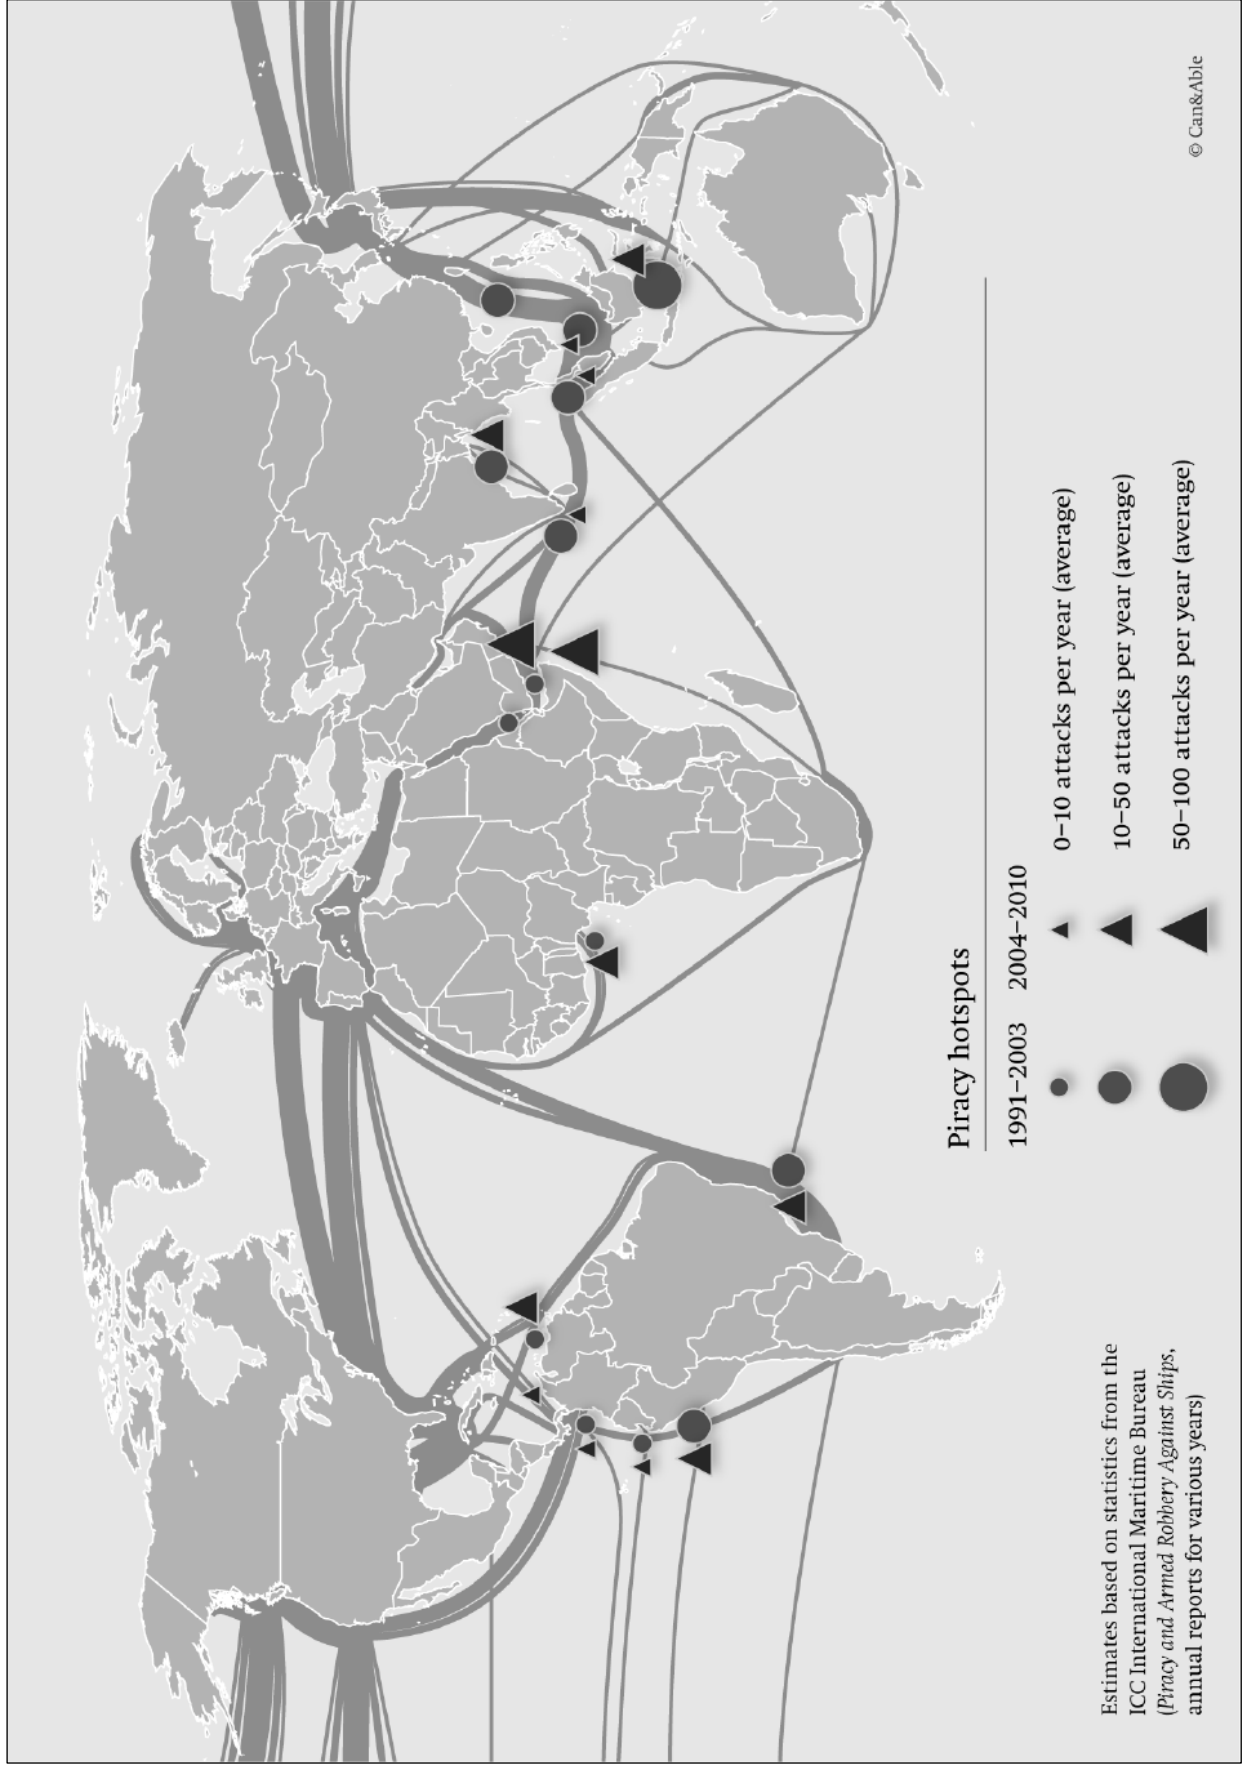 Piracy hotspots
1991–2003 2004–2010
0–10 attacks per year (average)
10–50 attacks per year (average)
50–100 attacks per year (average)
Estimates based on statistics from the
ICC International Maritime Bureau
(Piracy and Armed Robbery Against Ships,
annual reports for various years)
© Can&Able